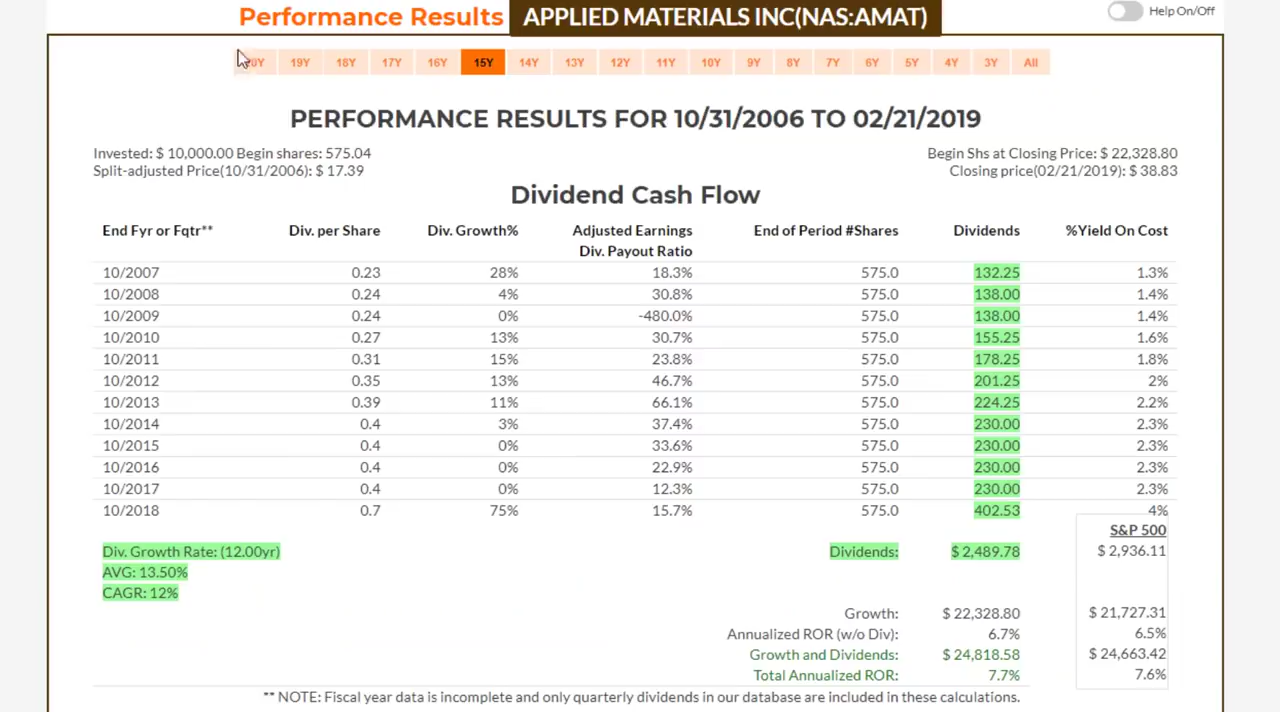 Performance Results APPLIED MATERIALS INC(NAS:AMAT) Help On/Off
19Y 18Y 17Y 16Y 15Y 14Y 13Y 12Y 11Y 10Y 9Y 8Y 7Y 6Y 5Y 4Y 3Y All
PERFORMANCE RESULTS FOR 10/31/2006 TO 02/21/2019
Invested: $ 10,000.00 Begin shares: 575.04 Begin Shs at Closing Price: $ 22,328.80
Split-adjusted Price(10/31/2006): $ 17.39 Closing price(02/21/2019): $ 38.83
Dividend Cash Flow
End Fyr or Fqtr** Div. per Share Div. Growth% Adjusted Earnings End of Period #Shares Dividends %Yield On Cost
Div. Payout Ratio
10/2007 0.23 28% 18.3% 575.0 132.25 1.3%
10/2008 0.24 4% 30.8% 575.0 138.00 1.4%
10/2009 0.24 0% -480.0% 575.0 138.00 1.4%
10/2010 0.27 13% 30.7% 575.0 155.25 1.6%
10/2011 0.31 15% 23.8% 575.0 178.25 1.8%
10/2012 0.35 13% 46.7% 575.0 201.25 2%
10/2013 0.39 11% 66.1% 575.0 224.25 2.2%
10/2014 0.4 3% 37.4% 575.0 230.00 2.3%
10/2015 0.4 0% 33.6% 575.0 230.00 2.3%
10/2016 0.4 0% 22.9% 575.0 230.00 2.3%
10/2017 0.4 0% 12.3% 575.0 230.00 2.3%
10/2018 0.7 75% 15.7% 575.0 402.53 4%
S&P 500
Div. Growth Rate: (12.00yr) Dividends: $ 2,489.78 $ 2,936.11
AVG: 13.50%
CAGR: 12%
Growth: $ 22,328.80 $ 21,727.31
Annualized ROR (w/o Div): 6.7% 6.5%
Growth and Dividends: $ 24,818.58 $ 24,663.42
Total Annualized ROR: 7.7% 7.6%
** NOTE: Fiscal year data is incomplete and only quarterly dividends in our database are included in these calculations.